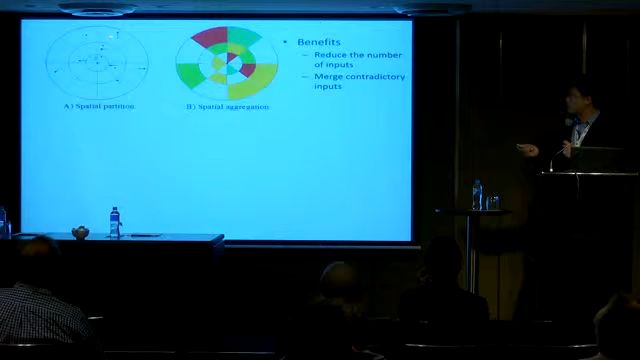 • Benefits
– Reduce the number
of inputs
– Merge contradictory
inputs
A) Spatial partition
B) Spatial aggregation